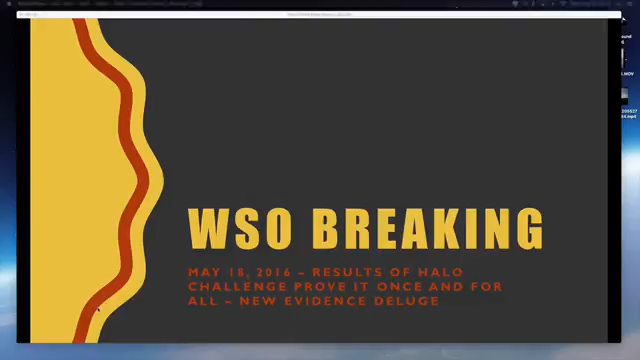 WSO BREAKING
MAY 18, 2016 – RESULTS OF HALO
CHALLENGE PROVE IT ONCE AND FOR
ALL – NEW EVIDENCE DELUGE